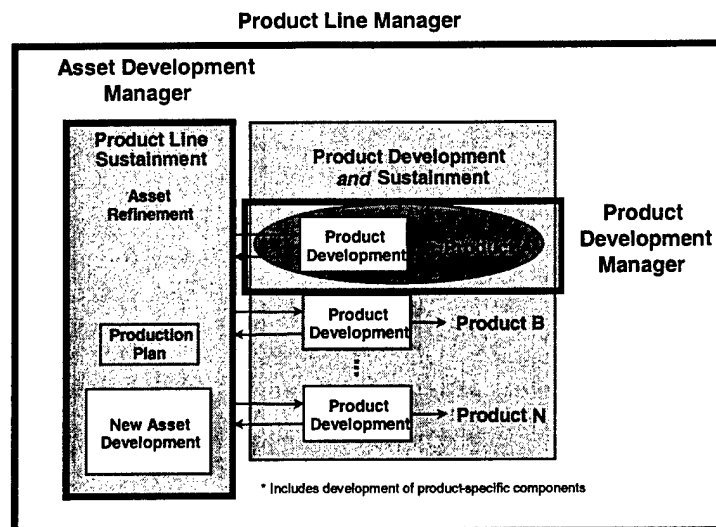 Product Line Manager
Asset Development
Manager
Product Line
Sustainment
Asset
Refinement
Production
Plan
New Asset
Development
Product Development
and Sustainment
Product
Development
Product
Product
Development
Product B
Product
Development
Product N
Product
Development
Manager
* Includes development of product-specific components